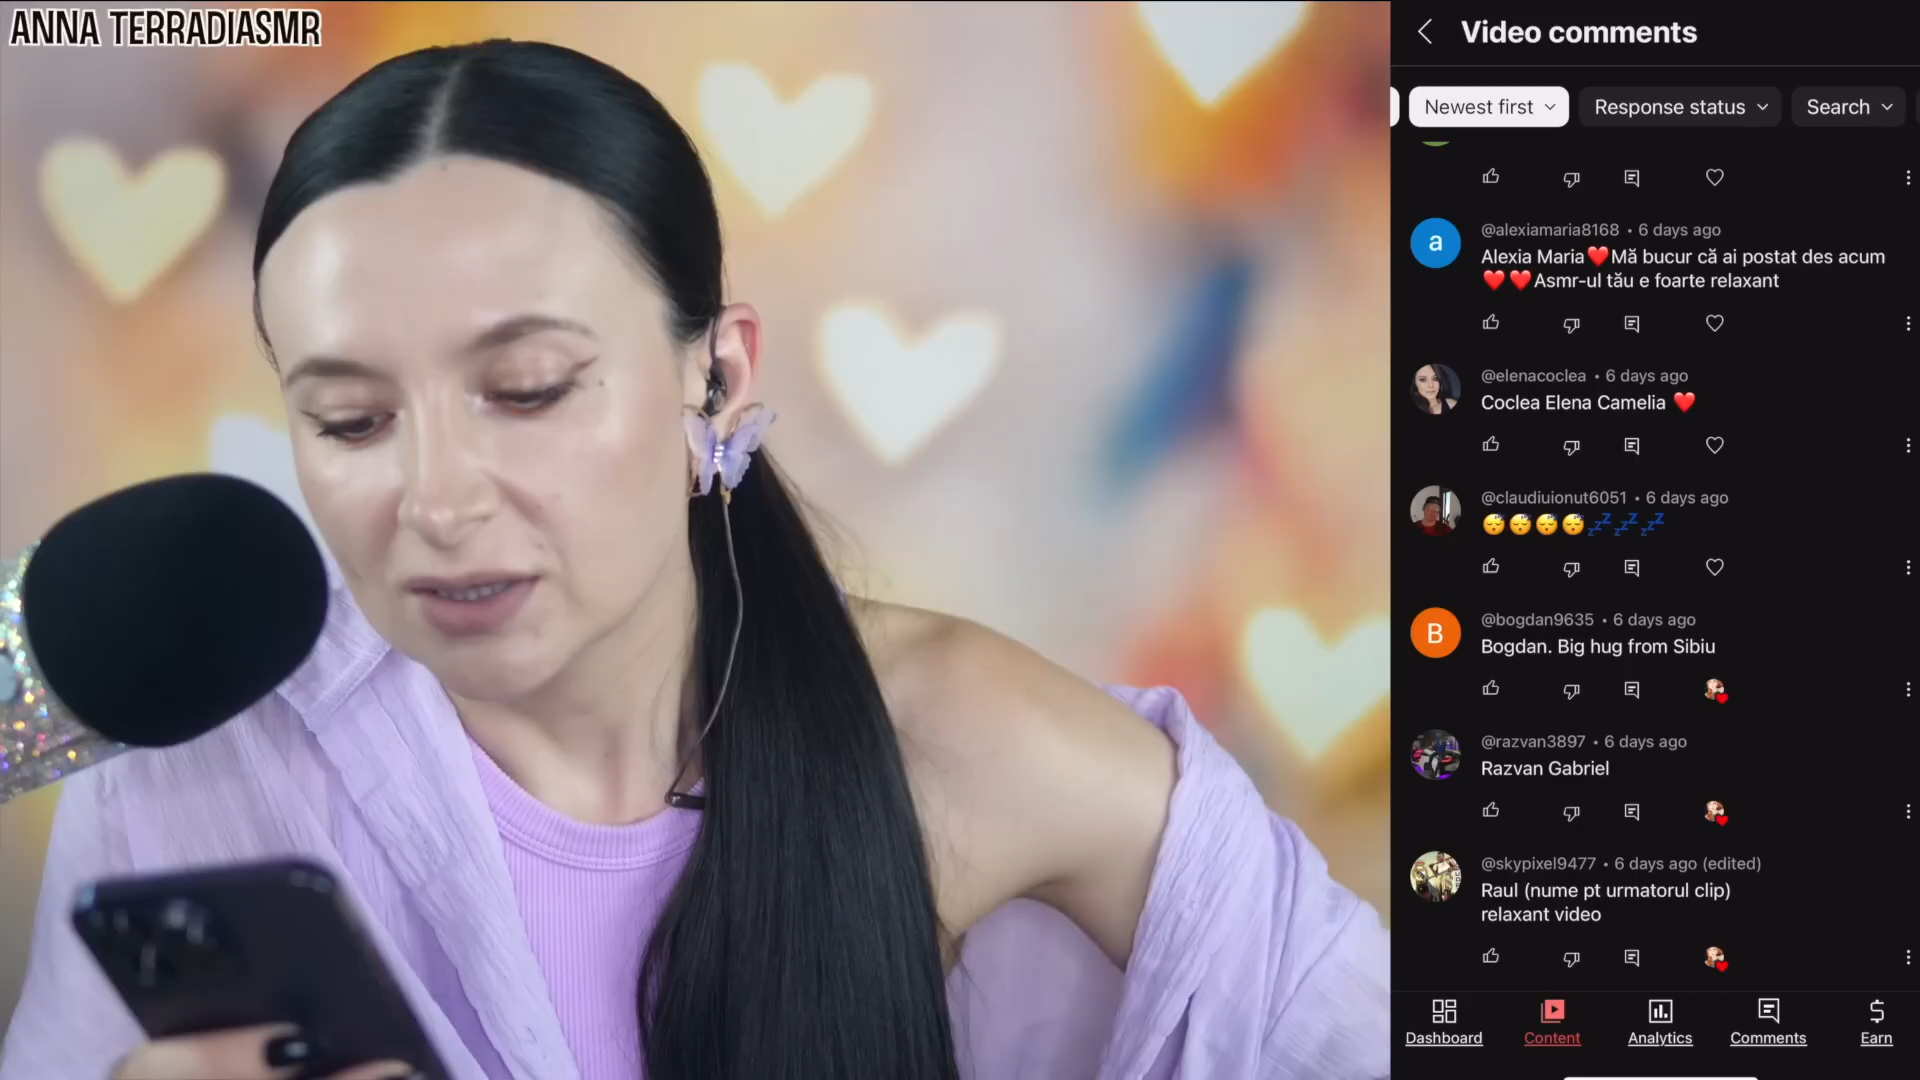 ANNA TERRADIASMR
Video comments
Newest first
Response status
Search
@alexiamaria8168 • 6 days ago
Alexia Maria❤️Mă bucur că ai postat des acum
❤️❤️Asmr-ul tău e foarte relaxant
a
@elenacoclea • 6 days ago
Coclea Elena Camelia ❤️
@claudiuionut6051 • 6 days ago
😴😴😴😴💤💤💤
@bogdan9635 • 6 days ago
B
Bogdan. Big hug from Sibiu
@razvan3897 • 6 days ago
Razvan Gabriel
@skypixel9477 • 6 days ago (edited)
Raul (nume pt urmatorul clip)
relaxant video
Dashboard
Content
Analytics
Comments
Earn